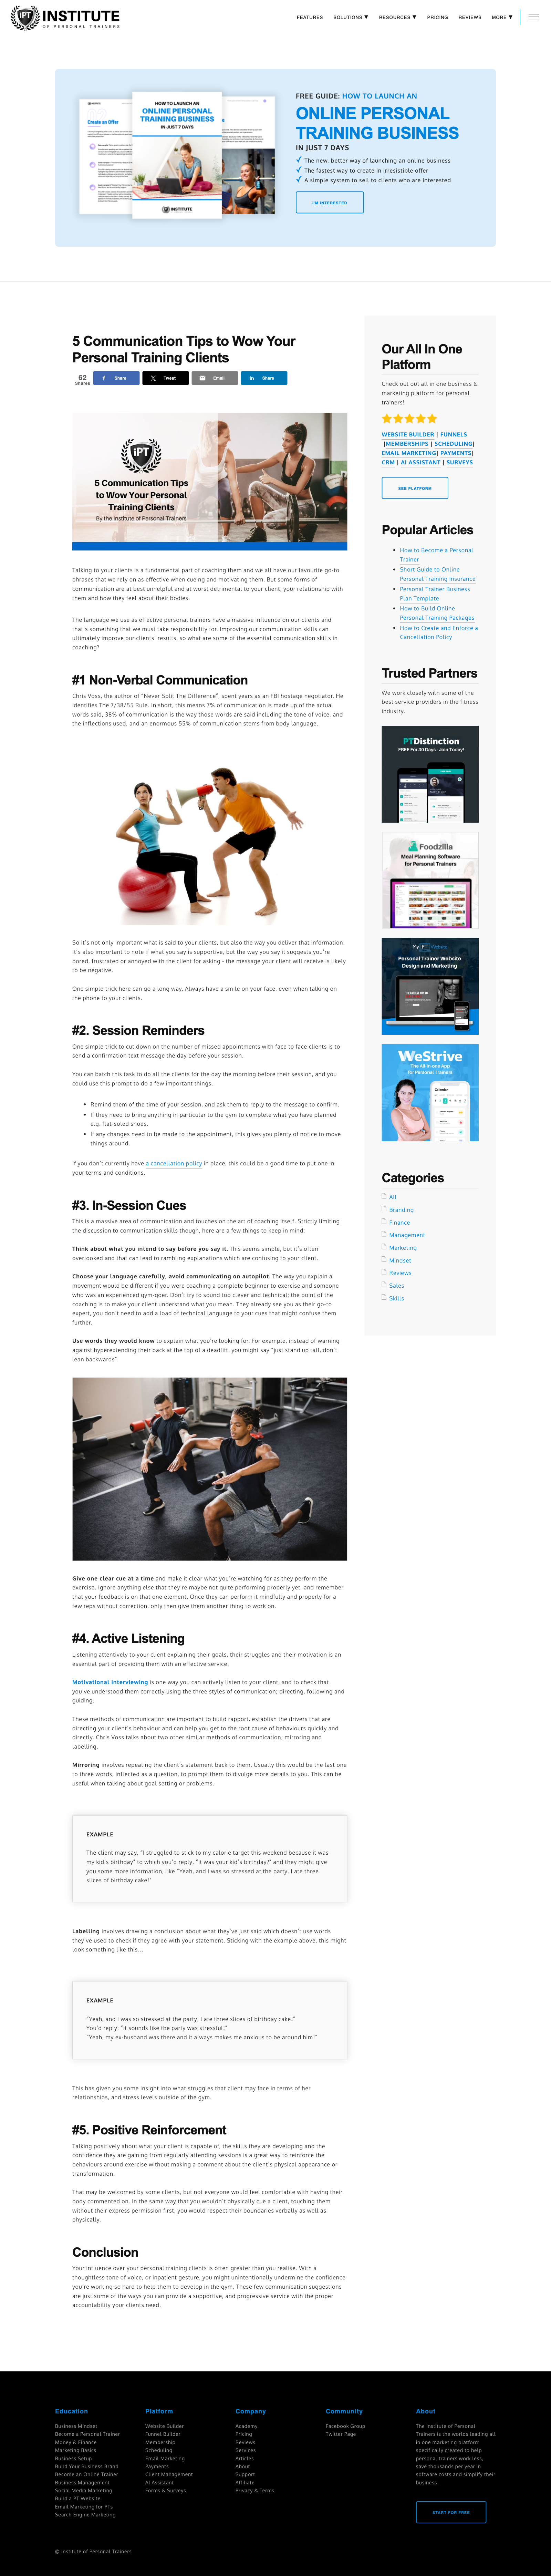 IPT INSTITUTE
OF PERSONAL TRAINERS
FEATURES SOLUTIONS RESOURCES PRICING REVIEWS MORE
HOW TO LAUNCH AN
ONLINE PERSONAL
TRAINING BUSINESS
IN JUST 7 DAYS
Create an Offer
INSTITUTE
FREE GUIDE: HOW TO LAUNCH AN
ONLINE PERSONAL
TRAINING BUSINESS
IN JUST 7 DAYS
✓ The new, better way of launching an online business
✓ The fastest way to create in irresistible offer
✓ A simple system to sell to clients who are interested
I'M INTERESTED
5 Communication Tips to Wow Your
Personal Training Clients
62
Shares
Share
Tweet
Email
Share
IPT
5 Communication Tips to Wow
Your Personal Training
Clients
By the Institute of Personal Trainers
Talking to your clients is a fundamental part of coaching them and we all have our favourite go-to
phrases that we rely on for providing technical feedback and motivating them. But some forms of
communication are at best unhelpful and at worst damaging to your client, your relationship with
them and how they feel about their bodies.
The language we use as effective coaches have a massive influence on our clients and
that's something that we must take responsibility for. Improving your communication skills can
ultimately improve our clients' results, so what are some of the top communication skills in
coaching?
#1 Non-Verbal Communication
Chris Voss, the author of "Never Split The Difference", spent years as an FBI hostage negotiator. He
identifies The 7/38/55 Rule. In short, this means 7% of communication is made up of the actual
words said, 38% of communication is the way those words are said including the tone of voice, and
the inflections used, and an enormous 55% of communication stems from body language.
So it's not only important what is said to your clients, but also the way you deliver that information.
It's also important to note if what you say is supportive, but the way you say it suggests you're
bored, frustrated or annoyed with the client for asking - the message your client will receive is likely
to be negative.
One simple trick here can go a long way. Always have a smile on your face, even when talking on
the phone to your clients.
#2. Session Reminders
One simple trick to cut down on the number of missed appointments with face to face clients is to
send a confirmation text message the day before your session.
You can batch this task to do all the clients for the day the morning before their session, and you
could use this prompt to do a few important things.
Remind them of the time of your session, and ask them to reply to the message to confirm.
If they need to bring anything in particular to the gym to complete what you have planned
e.g. flat-soled shoes.
If any changes need to be made to the appointment, this gives you plenty of notice to move
things around.
If you don't currently have a cancellation policy in place, this could be a good time to put one in
your terms and conditions.
#3. In-Session Cues
This is a massive area of communication and touches on the art of coaching itself. Strictly limiting
the discussion to communication skills though, here are a few things to keep in mind:
Think about what you intend to say before you say it. This seems simple, but it's often
overlooked and that can lead to rambling explanations which are confusing to your client.
Choose your language carefully, avoid communicating on autopilot. The way you explain a
movement would be different if you were coaching a complete beginner to exercise than if your client
was an experienced gym-goer. Don't try to sound too clever and technical; that the point of the
coaching is to make your client understand what you mean. They already see you as their go-to
expert, you don't need to add a load of technical language to your cues that might confuse them
further.
Use words they would know to explain what you're looking for. For example, instead of warning
against hyperextending their back at the top of a deadlift, you might say "just stand up tall, don't
lean backwards".
Give one clear cue at a time and make it clear what you're watching for as they perform the
exercise. Ignore anything else that they're maybe not quite performing properly yet, and remember
that your feedback is on that one element. Once they can perform it mindfully and properly for a
few reps without correction, only then give them another thing to work on.
#4. Active Listening
Listening attentively to your client explaining their goals, their struggles and their motivation is an
essential part of providing them with an effective service.
Motivational interviewing is one way you can actively listen to your client, and to check that
you've understood them correctly using the three styles of communication; directing, following and
guiding.
These methods of communication are important to build rapport, establish the drivers that are
directing your client's behaviour and can help you get to the root cause of behaviours quickly and
directly. Chris Voss talks about two other similar methods of communication; mirroring and
labelling.
Mirroring involves repeating the client's statement back to them. Usually this would be the last one
to three words, inflected as a question, to prompt them to divulge more details to you. This can be
useful when talking about goal setting or problems.
EXAMPLE
The client may say, "I struggled to stick to my calorie target this weekend because it was
my kid's birthday" to which you'd reply, "it was your kid's birthday?" and they might give
you some more information, like "Yeah, and I was so stressed at the party, I ate three
slices of birthday cake!"
Labelling involves drawing a conclusion about what they've just said which doesn't use words
they've used to check if they agree with your statement. Sticking with the example above, this might
look something like this...
EXAMPLE
"Yeah, and I was so stressed at the party, I ate three slices of birthday cake!"
You'd reply: "it sounds like the party was stressful!"
"Yeah, my ex-husband was there and it always makes me anxious to be around him!"
This has given you some insight into what struggles that client may face in terms of her
relationships, and stress levels outside of the gym.
#5. Positive Reinforcement
Talking positively about what your client is capable of, the skills they are developing and the
confidence they are gaining from regularly attending sessions is a great way to reinforce the
behaviours around exercise without making a comment about the client's physical appearance or
transformation.
That may be welcomed by some clients, but not everyone would feel comfortable with having their
body commented on. In the same way that you wouldn't physically cue a client, touching them
without their express permission first, you would respect their boundaries verbally as well as
physically.
Conclusion
Your influence over your personal training clients is often greater than you realise. With a
thoughtless tone of voice, or inpatient gesture, you might unintentionally undermine the confidence
you're working so hard to help them to develop in the gym. These few communication suggestions
are just some of the ways you can provide a supportive, and progressive service with the proper
accountability your clients need.
Our All In One
Platform
Check out out all in one business &
marketing platform for personal
trainers!
WEBSITE BUILDER | FUNNELS
|MEMBERSHIPS | SCHEDULING|
EMAIL MARKETING| PAYMENTS|
CRM | AI ASSISTANT | SURVEYS
SEE PLATFORM
Popular Articles
How to Become a Personal
Trainer
Short Guide to Online
Personal Training Insurance
Personal Trainer Business
Plan Template
How to Build Online
Personal Training Packages
How to Create and Enforce a
Cancellation Policy
Trusted Partners
We work closely with some of the
best service providers in the fitness
industry.
PTDistinction
FREE For 30 Days - Join Today!
Foodzilla
Meal Planning Software
for Personal Trainers
My PT Website
Personal Trainer Website
Design and Marketing
WeStrive
The All-in-one App
for Personal Trainers
Categories
All
Branding
Finance
Management
Marketing
Mindset
Reviews
Sales
Skills
Education
Business Mindset
Become a Personal Trainer
Money & Finance
Marketing Basics
Business Setup
Build Your Business Brand
Become an Online Trainer
Business Management
Social Media Marketing
Build a PT Website
Email Marketing for PTs
Search Engine Marketing
Platform
Website Builder
Funnel Builder
Membership
Scheduling
Email Marketing
Payments
Client Management
AI Assistant
Forms & Surveys
Company
Academy
Pricing
Reviews
Services
Articles
About
Support
Affiliate
Privacy & Terms
Community
Facebook Group
Twitter Page
About
The Institute of Personal
Trainers is the worlds leading all
in one marketing platform
specifically created to help
personal trainers work less,
save thousands per year in
software costs and simplify their
business.
START FOR FREE
© Institute of Personal Trainers